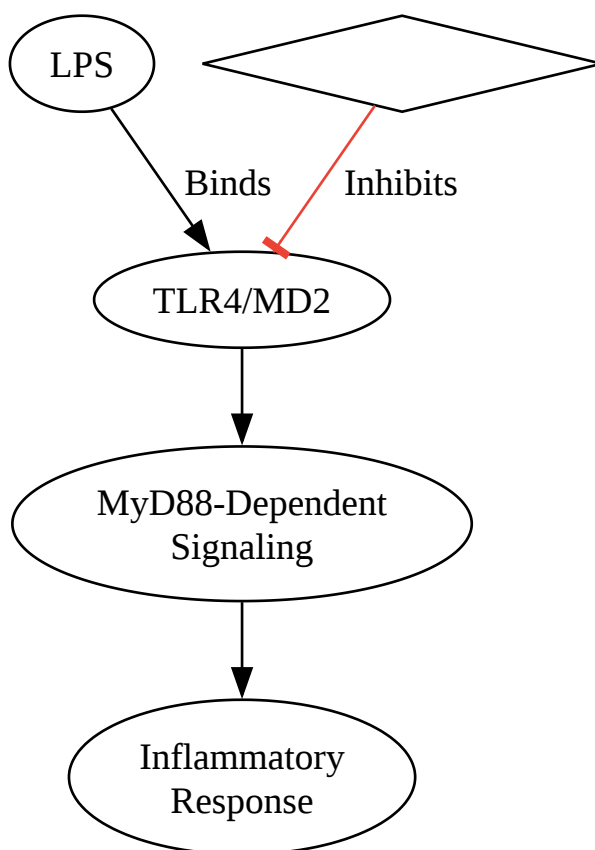 LPS
Binds
Inhibits
TLR4/MD2
MyD88-Dependent
Signaling
Inflammatory
Response